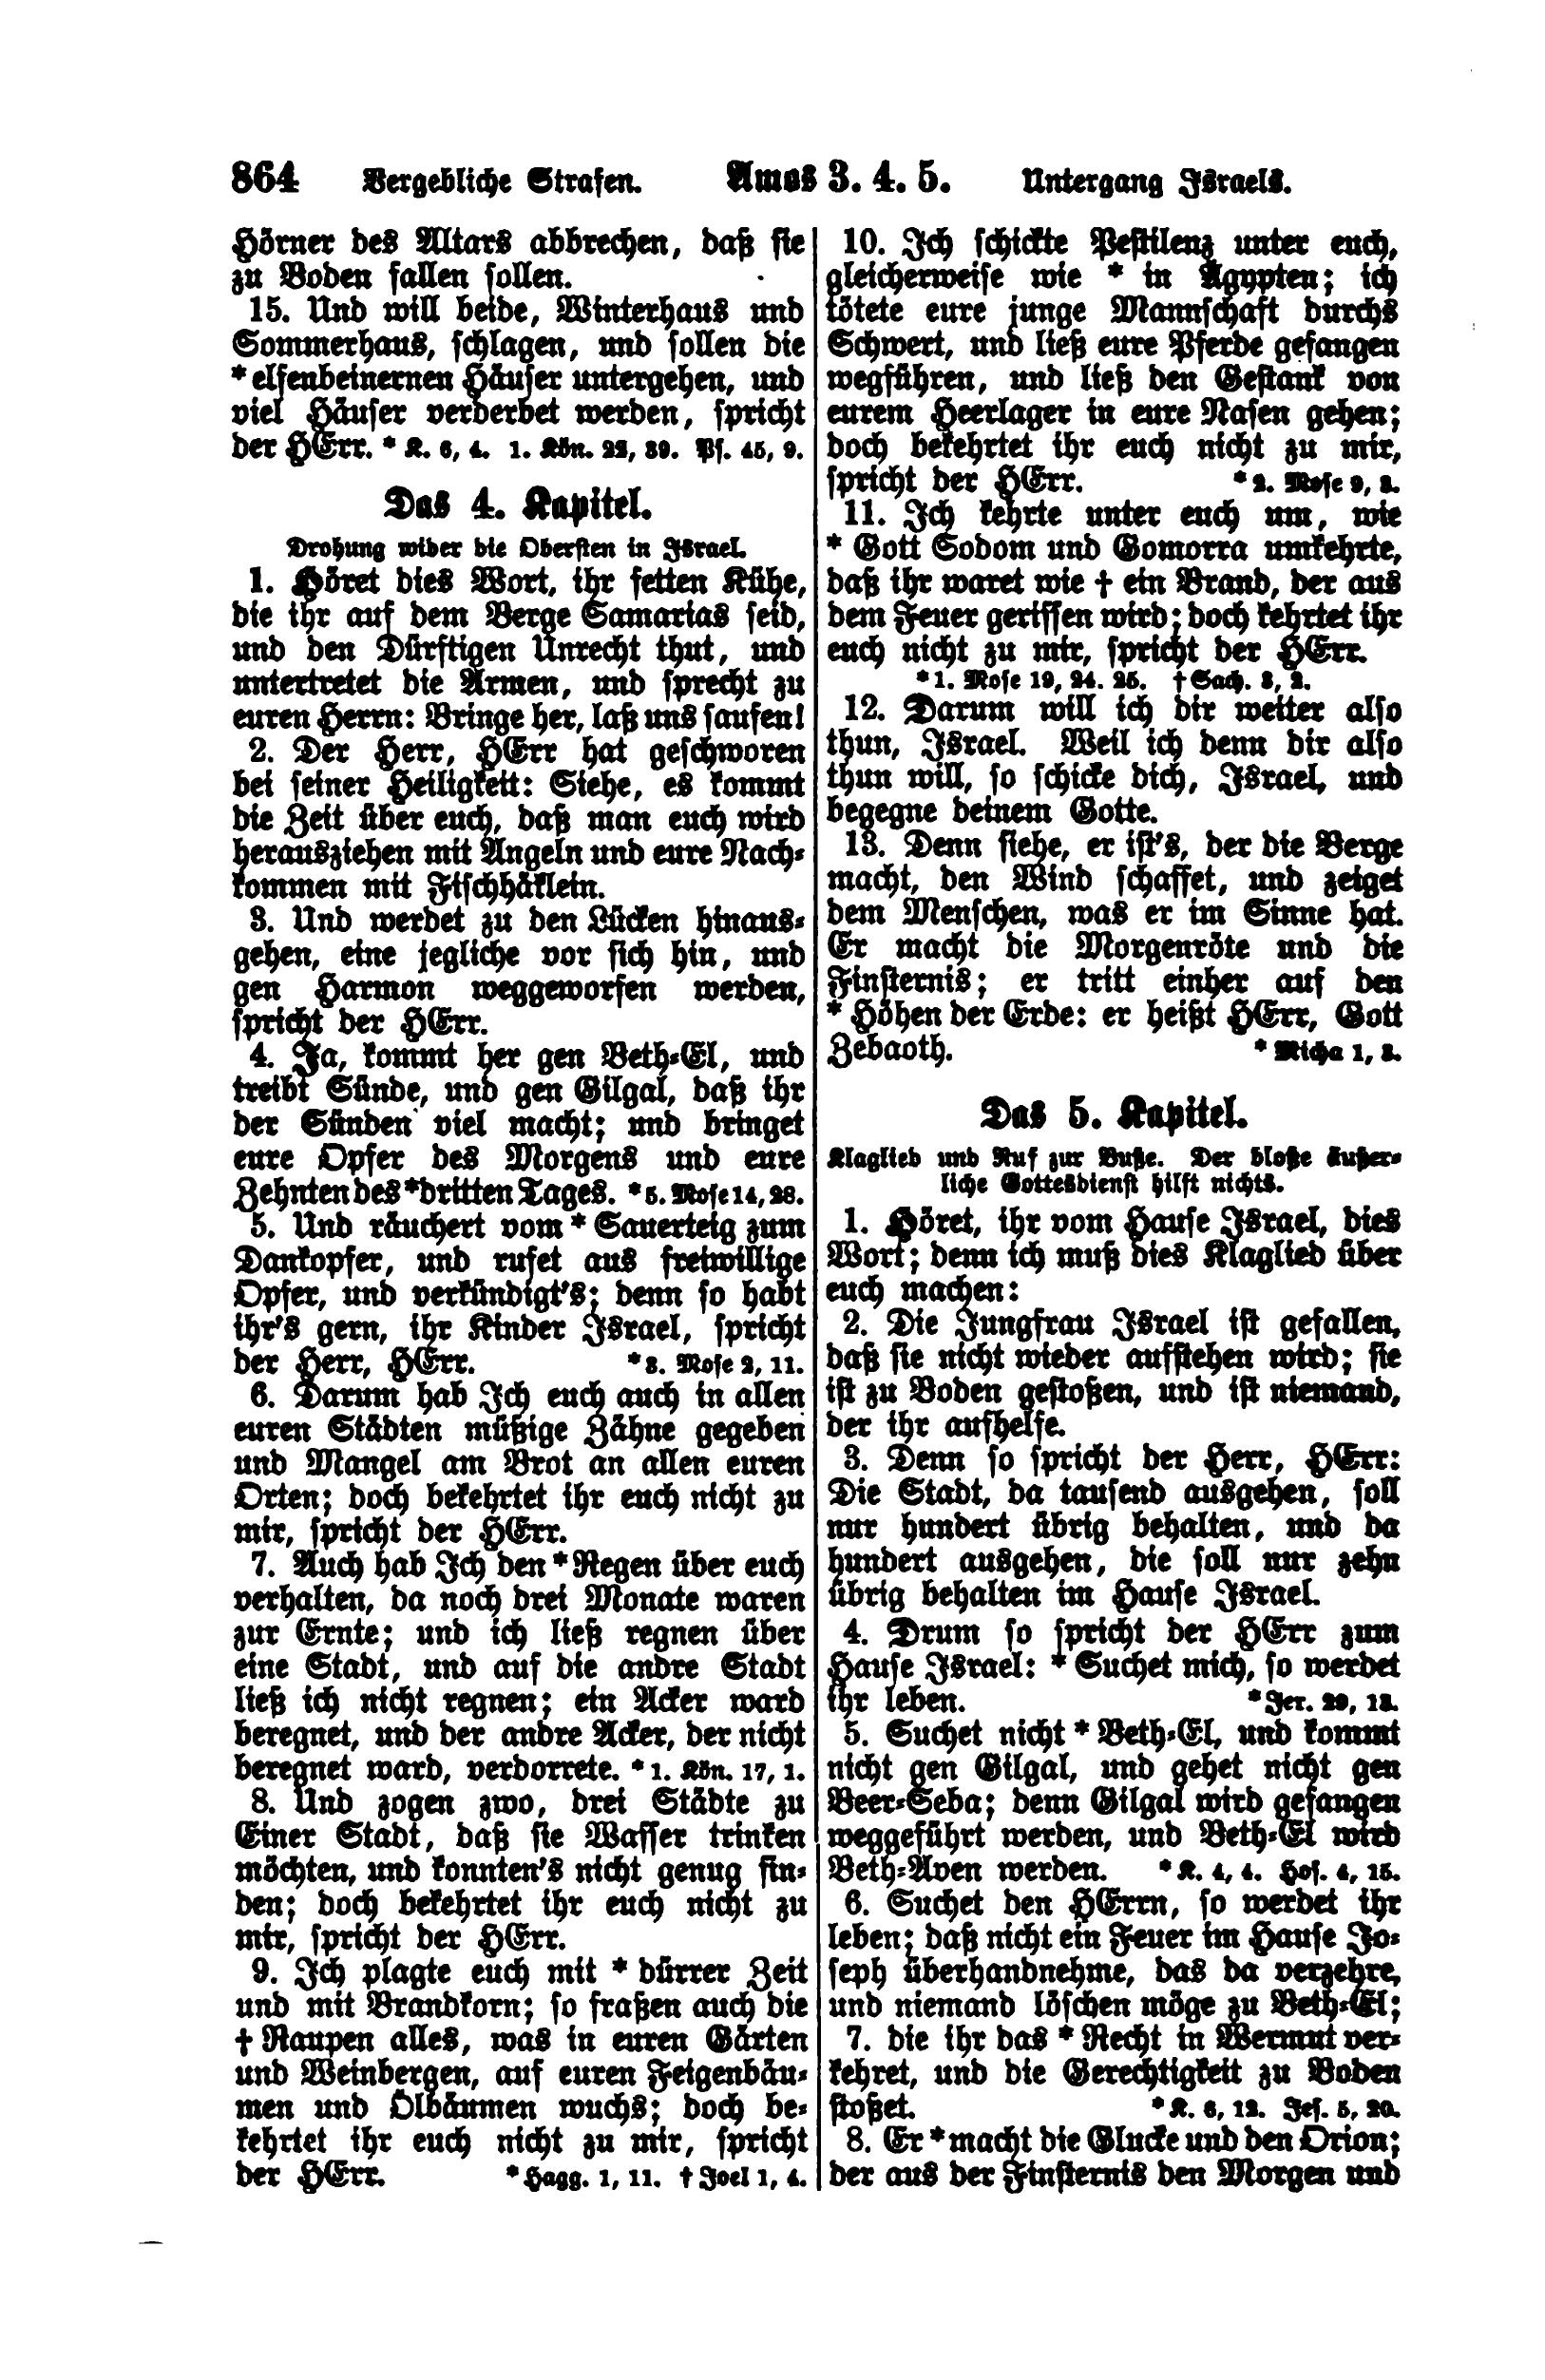 864 Vergebliche Strafen. Amos 3. 4. 5. Untergang Israels.
Hörner des Altars abbrechen, daß sie
zu Boden fallen sollen.
15. Und will beide, Winterhaus und
Sommerhaus, schlagen, und sollen die
* elfenbeinernen Häuser untergehen, und
viel Häuser verderbet werden, spricht
der HErr. * K. 6, 4. 1. Kön. 22, 39. Ps. 45, 9.
Das 4. Kapitel.
Drohung wider die Obersten in Israel.
1. Höret dies Wort, ihr fetten Kühe,
die ihr auf dem Berge Samarias seid,
und den Dürftigen Unrecht thut, und
untertretet die Armen, und sprecht zu
euren Herrn: Bringe her, laß uns saufen!
2. Der Herr, HErr hat geschworen
bei seiner Heiligkeit: Siehe, es kommt
die Zeit über euch, daß man euch wird
herausziehen mit Angeln und eure Nach-
kommen mit Fischhäklein.
3. Und werdet zu den Lücken hinaus-
gehen, eine jegliche vor sich hin, und
gen Harmon weggeworfen werden,
spricht der HErr.
4. Ja, kommt her gen Beth-El, und
treibt Sünde, und gen Gilgal, daß ihr
der Sünden viel macht; und bringet
eure Opfer des Morgens und eure
Zehnten des * dritten Tages. * 5. Mose 14, 28.
5. Und räuchert vom * Sauerteig zum
Dankopfer, und rufet aus freiwillige
Opfer, und verkündigt's; denn so habt
ihr's gern, ihr Kinder Israel, spricht
der Herr, HErr. * 3. Mose 2, 11.
6. Darum hab Ich euch auch in allen
euren Städten müßige Zähne gegeben
und Mangel am Brot an allen euren
Orten; doch bekehrtet ihr euch nicht zu
mir, spricht der HErr.
7. Auch hab Ich den * Regen über euch
verhalten, da noch drei Monate waren
zur Ernte; und ich ließ regnen über
eine Stadt, und auf die andre Stadt
ließ ich nicht regnen; ein Acker ward
beregnet, und der andre Acker, der nicht
beregnet ward, verdorrete. * 1. Kön. 17, 1.
8. Und zogen zwo, drei Städte zu
Einer Stadt, daß sie Wasser trinken
möchten, und konnten's nicht genug fin-
den; doch bekehrtet ihr euch nicht zu
mir, spricht der HErr.
9. Ich plagte euch mit * dürrer Zeit
und mit Brandkorn; so fraßen auch die
† Raupen alles, was in euren Gärten
und Weinbergen, auf euren Feigenbäu-
men und Ölbäumen wuchs; doch be-
kehrtet ihr euch nicht zu mir, spricht
der HErr. * Hagg. 1, 11. † Joel 1, 4.
10. Ich schickte Pestilenz unter euch,
gleicherweise wie * in Ägypten; ich
tötete eure junge Mannschaft durchs
Schwert, und ließ eure Pferde gefangen
wegführen, und ließ den Gestank von
eurem Heerlager in eure Nasen gehen;
doch bekehrtet ihr euch nicht zu mir,
spricht der HErr. * 2. Mose 9, 3.
11. Ich kehrte unter euch um, wie
* Gott Sodom und Gomorra umkehrte,
daß ihr waret wie † ein Brand, der aus
dem Feuer gerissen wird; doch kehrtet ihr
euch nicht zu mir, spricht der HErr.
* 1. Mose 19, 24. 25. † Sach. 3, 2.
12. Darum will ich dir weiter also
thun, Israel. Weil ich denn dir also
thun will, so schicke dich, Israel, und
begegne deinem Gotte.
13. Denn siehe, er ist's, der die Berge
macht, den Wind schaffet, und zeiget
dem Menschen, was er im Sinne hat.
Er macht die Morgenröte und die
Finsternis; er tritt einher auf den
* Höhen der Erde: er heißt HErr, Gott
Zebaoth. * Micha 1, 3.
Das 5. Kapitel.
Klaglied und Ruf zur Buße. Der bloße äußer-
liche Gottesdienst hilft nichts.
1. Höret, ihr vom Hause Israel, dies
Wort; denn ich muß dies Klaglied über
euch machen:
2. Die Jungfrau Israel ist gefallen,
daß sie nicht wieder aufstehen wird; sie
ist zu Boden gestoßen, und ist niemand,
der ihr aufhelfe.
3. Denn so spricht der Herr, HErr:
Die Stadt, da tausend ausgehen, soll
nur hundert übrig behalten, und da
hundert ausgehen, die soll nur zehn
übrig behalten im Hause Israel.
4. Drum so spricht der HErr zum
Hause Israel: * Suchet mich, so werdet
ihr leben. * Jer. 29, 13.
5. Suchet nicht * Beth-El, und kommt
nicht gen Gilgal, und gehet nicht gen
Beer-Seba; denn Gilgal wird gefangen
weggeführt werden, und Beth-El wird
Beth-Aven werden. * K. 4, 4. Hos. 4, 15.
6. Suchet den HErrn, so werdet ihr
leben; daß nicht ein Feuer im Hause Jo-
seph überhandnehme, das da verzehre,
und niemand löschen möge zu Beth-El;
7. die ihr das * Recht in Wermut ver-
kehret, und die Gerechtigkeit zu Boden
stoßet. * K. 6, 12. Jes. 5, 20.
8. Er * macht die Glucke und den Orion;
der aus der Finsternis den Morgen und